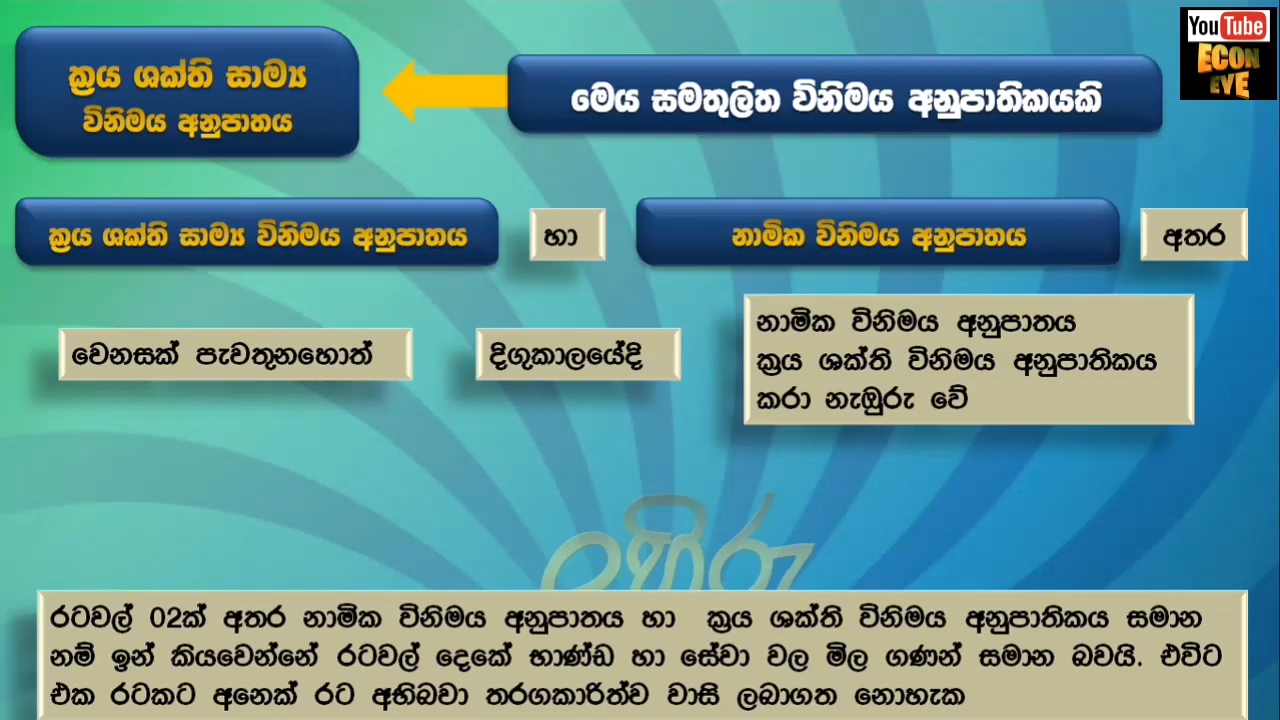 YouTube
ECON
EYE
ක්‍රය ශක්ති සාම්‍ය
විනිමය අනුපාතය
මෙය සමතුලිත විනිමය අනුපාතිකයකි
ක්‍රය ශක්ති සාම්‍ය විනිමය අනුපාතය
හා
නාමික විනිමය අනුපාතය
අතර
වෙනසක් පැවතුනහොත්
දිගුකාලයේදි
නාමික විනිමය අනුපාතය
ක්‍රය ශක්ති විනිමය අනුපාතිකය
කරා නැඹුරු වේ
රටවල් 02ක් අතර නාමික විනිමය අනුපාතය හා ක්‍රය ශක්ති විනිමය අනුපාතිකය සමාන
නම් ඉන් කියවෙන්නේ රටවල් දෙකේ භාණ්ඩ හා සේවා වල මිල ගණන් සමාන බවයි. එවිට
එක රටකට අනෙක් රට අභිබවා තරගකාරිත්ව වාසි ලබාගත නොහැක